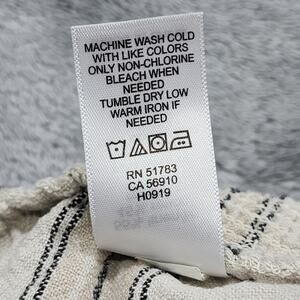 MACHINE WASH COLD
WITH LIKE COLORS
ONLY NON-CHLORINE
BLEACH WHEN
NEEDED
TUMBLE DRY LOW
WARM IRON IF
NEEDED
RN 51783
CA 56910
H0919